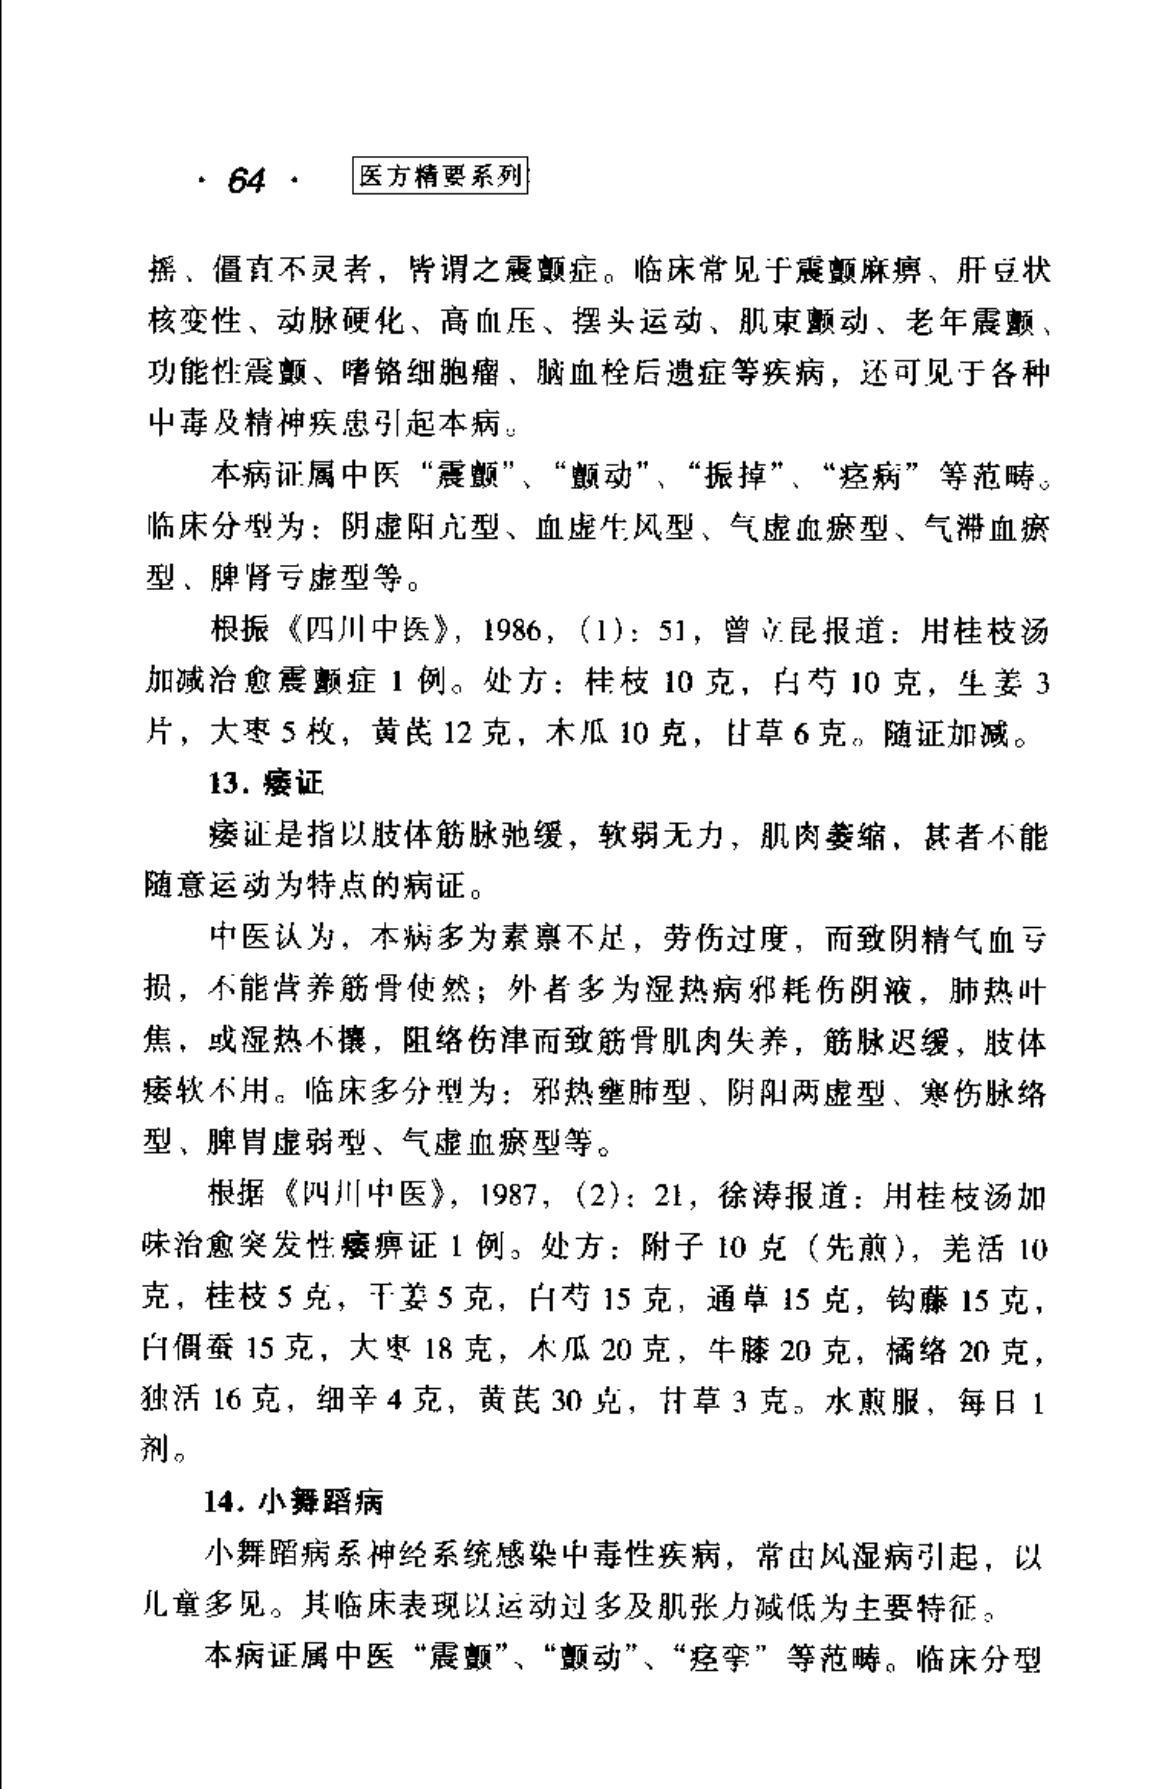 · 64 · 医方精要系列
摇、僵直不灵者，皆谓之震颤症。临床常见于震颤麻痹、肝豆状
核变性、动脉硬化、高血压、摆头运动、肌束颤动、老年震颤、
功能性震颤、嗜铬细胞瘤、脑血栓后遗症等疾病，还可见于各种
中毒及精神疾患引起本病。
本病证属中医“震颤”、“颤动”、“振掉”、“痉病”等范畴。
临床分型为：阴虚阳亢型、血虚生风型、气虚血瘀型、气滞血瘀
型、脾肾亏虚型等。
根振《四川中医》，1986，（1）：51，曾立昆报道：用桂枝汤
加减治愈震颤症 1 例。处方：桂枝 10 克，白芍 10 克，生姜 3
片，大枣 5 枚，黄芪 12 克，木瓜 10 克，甘草 6 克。随证加减。
13. 痿证
痿证是指以肢体筋脉弛缓，软弱无力，肌肉萎缩，甚者不能
随意运动为特点的病证。
中医认为，本病多为素禀不足，劳伤过度，而致阴精气血亏
损，不能营养筋骨使然；外者多为湿热病邪耗伤阴液，肺热叶
焦，或湿热不攘，阻络伤津而致筋骨肌肉失养，筋脉迟缓，肢体
痿软不用。临床多分型为：邪热壅肺型、阴阳两虚型、寒伤脉络
型、脾胃虚弱型、气虚血瘀型等。
根据《四川中医》，1987，（2）：21，徐涛报道：用桂枝汤加
味治愈突发性痿痹证 1 例。处方：附子 10 克（先煎），羌活 10
克，桂枝 5 克，干姜 5 克，白芍 15 克，通草 15 克，钩藤 15 克，
白僵蚕 15 克，大枣 18 克，木瓜 20 克，牛膝 20 克，橘络 20 克，
独活 16 克，细辛 4 克，黄芪 30 克，甘草 3 克。水煎服，每日 1
剂。
14. 小舞蹈病
小舞蹈病系神经系统感染中毒性疾病，常由风湿病引起，以
儿童多见。其临床表现以运动过多及肌张力减低为主要特征。
本病证属中医“震颤”、“颤动”、“痉挛”等范畴。临床分型